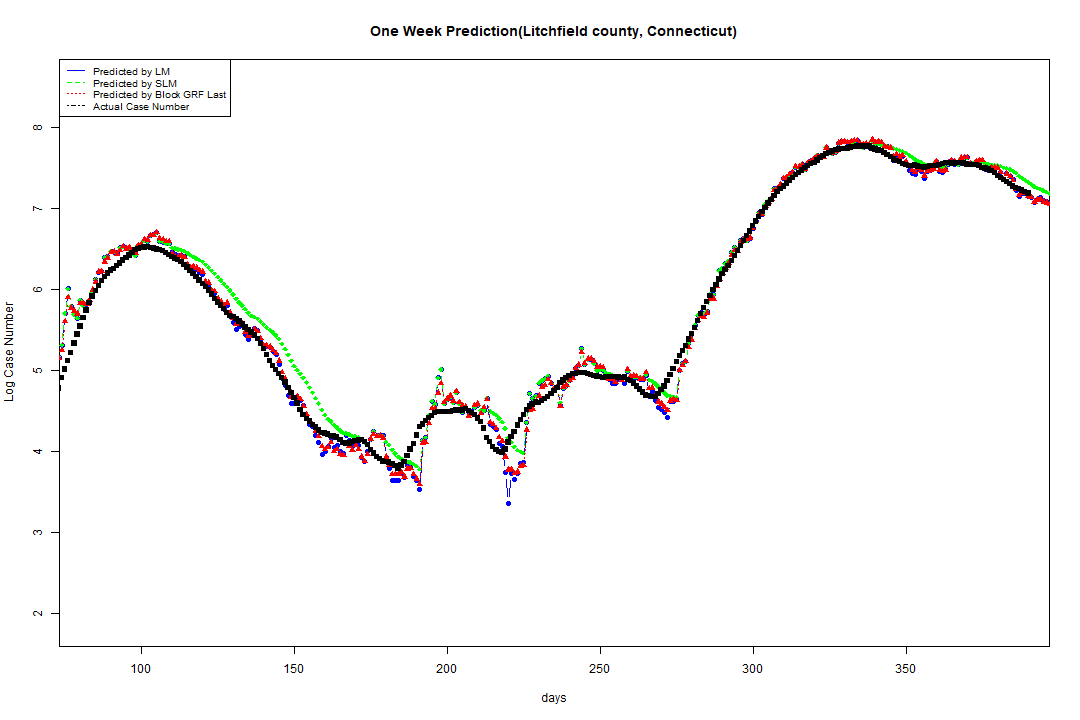 One Week Prediction(Litchfield county, Connecticut)
Predicted by LM
Predicted by SLM
Predicted by Block GRF Last
Actual Case Number
8
7
6
5
4
3
2
Log Case Number
100 150 200 250 300 350
days